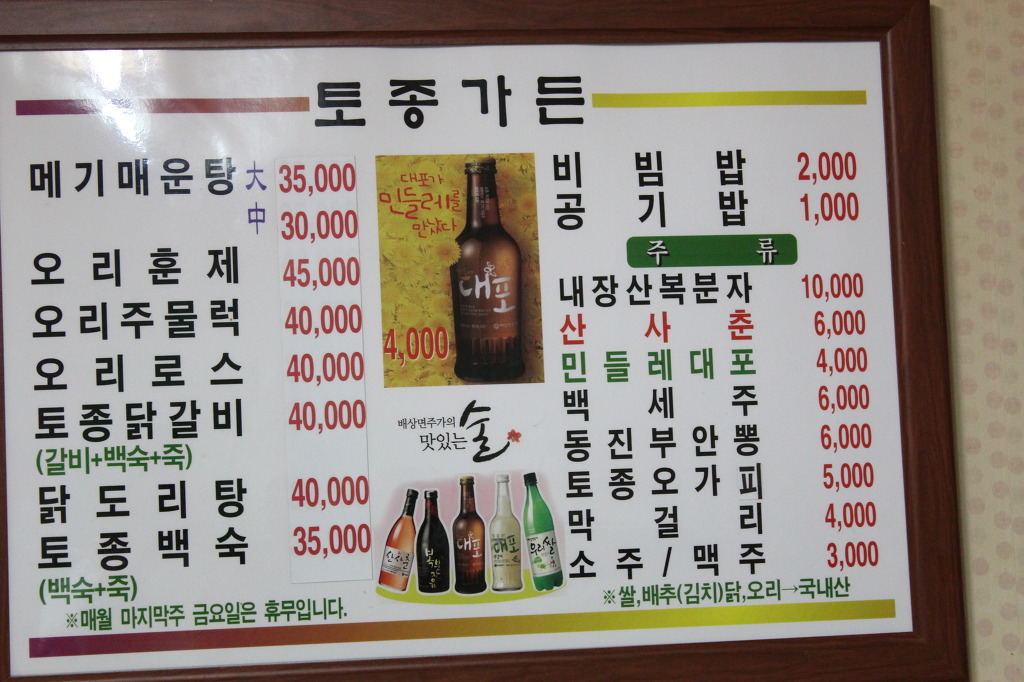 토종가든
메기매운탕 大 35,000
中 30,000
오리훈제 45,000
오리주물럭 40,000
오리로스 40,000
토종닭갈비 40,000
(갈비+백숙+죽)
닭도리탕 40,000
토종백숙 35,000
(백숙+죽)
※매월 마지막주 금요일은 휴무입니다.
대포가
민들레를
만났다
대포
4,000
배상면주가의
맛있는 술
대포
대포
우리쌀
비빔밥 2,000
공기밥 1,000
주류
내장산복분자 10,000
산사춘 6,000
민들레대포 4,000
백세주 6,000
동진부안뽕 6,000
토종오가피 5,000
막걸리 4,000
소주/맥주 3,000
※쌀,배추(김치)닭,오리→국내산